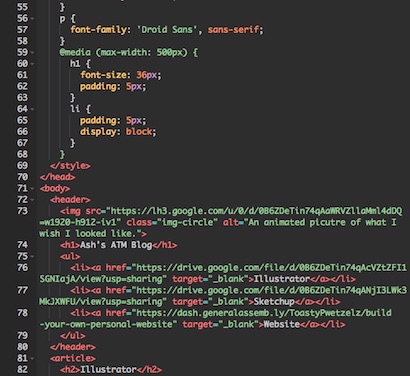 55 }
56 p {
57 font-family: 'Droid Sans', sans-serif;
58 }
59 @media (max-width: 500px) {
60 h1 {
61 font-size: 36px;
62 padding: 5px;
63 }
64 li {
65 padding: 5px;
66 display: block;
67 }
68 }
69 </style>
70 </head>
71 <body>
72 <header>
73 <img src="https://lh3.google.com/u/0/d/0B6ZDeTin74qAaWRVZllaMml4dDQ
=w1920-h912-iv1" class="img-circle" alt="An animated picutre of what I
wish I looked like.">
74 <h1>Ash's ATM Blog</h1>
75 <ul>
76 <li><a href="https://drive.google.com/file/d/0B6ZDeTin74qAcVZtZFI1
SGNIajA/view?usp=sharing" target="_blank">Illustrator</a></li>
77 <li><a href="https://drive.google.com/file/d/0B6ZDeTin74qANjI3LWk3
MkJXWFU/view?usp=sharing" target="_blank">Sketchup</a></li>
78 <li><a href="https://dash.generalassemb.ly/ToastyPwetzelz/build
-your-own-personal-website" target="_blank">Website</a></li>
79 </ul>
80 </header>
81 <article>
82 <h2>Illustrator</h2>